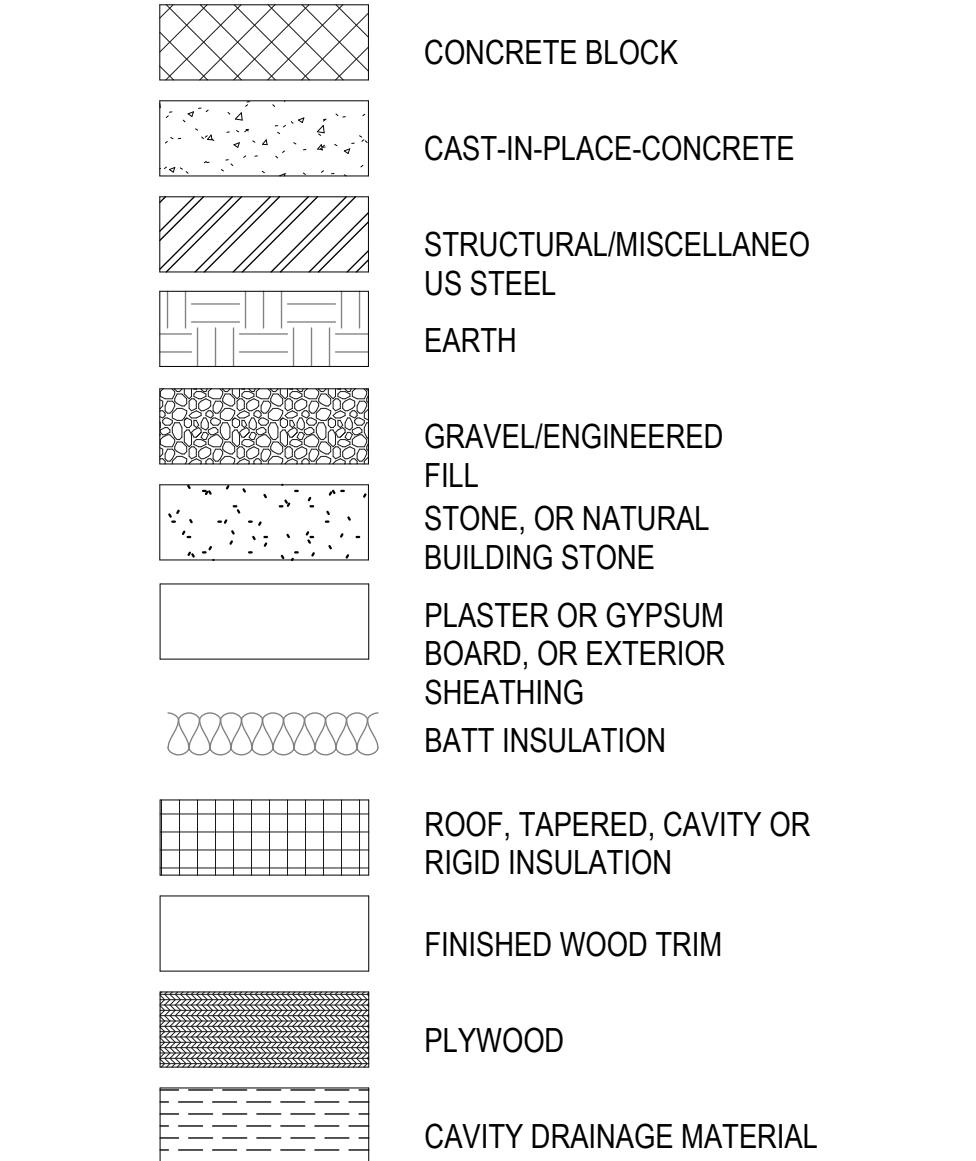 CONCRETE BLOCK
CAST-IN-PLACE-CONCRETE
STRUCTURAL/MISCELLANEO
US STEEL
EARTH
GRAVEL/ENGINEERED
FILL
STONE, OR NATURAL
BUILDING STONE
PLASTER OR GYPSUM
BOARD, OR EXTERIOR
SHEATHING
BATT INSULATION
ROOF, TAPERED, CAVITY OR
RIGID INSULATION
FINISHED WOOD TRIM
PLYWOOD
CAVITY DRAINAGE MATERIAL